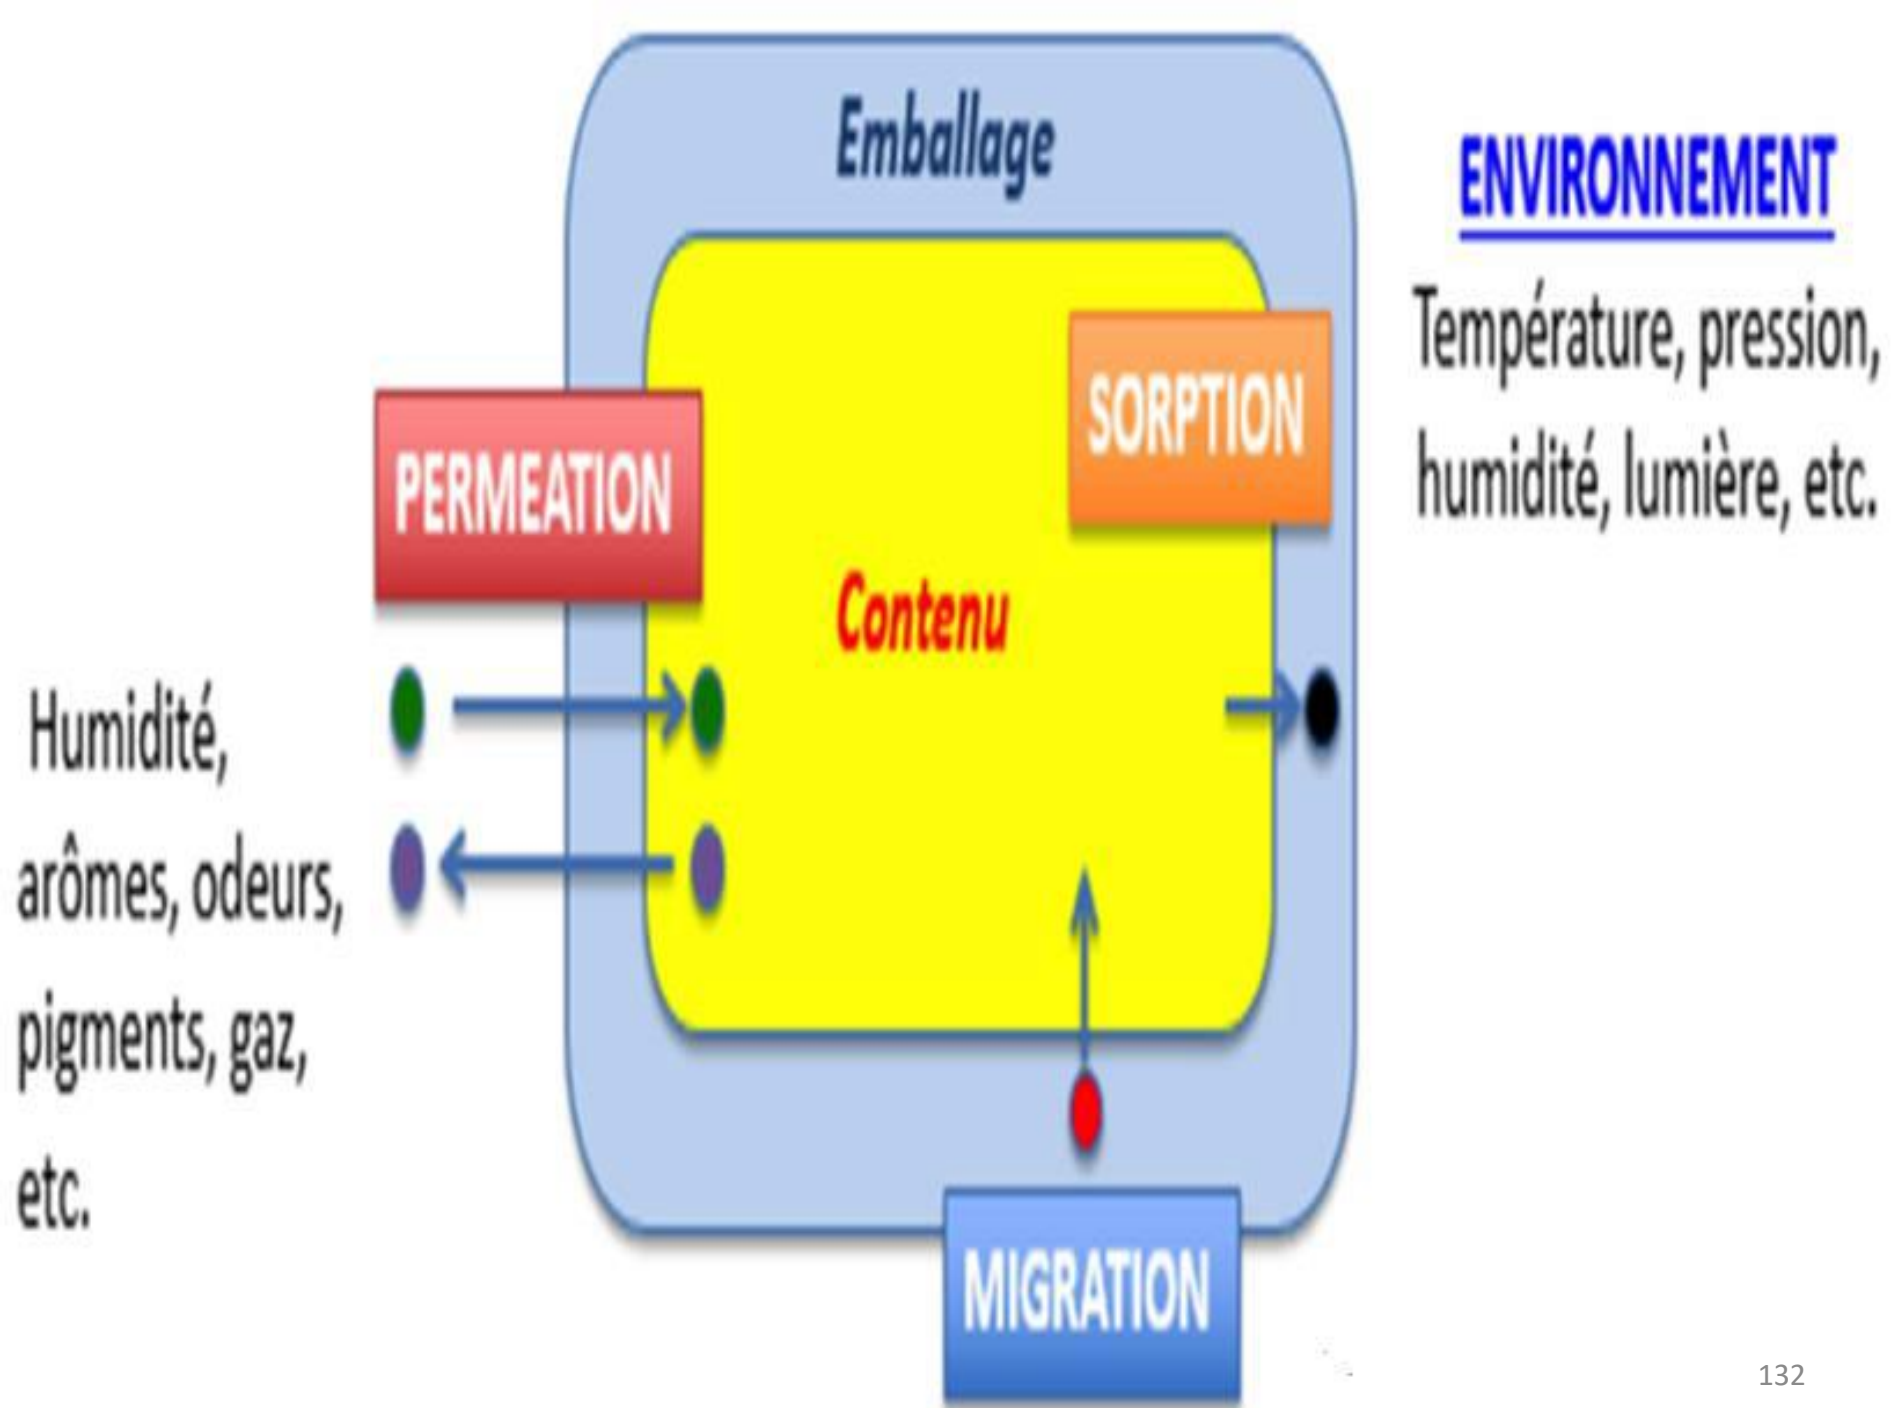 Emballage
ENVIRONNEMENT
Température, pression,
humidité, lumière, etc.
SORPTION
PERMEATION
Contenu
Humidité,
arômes, odeurs,
pigments, gaz,
etc.
MIGRATION
132